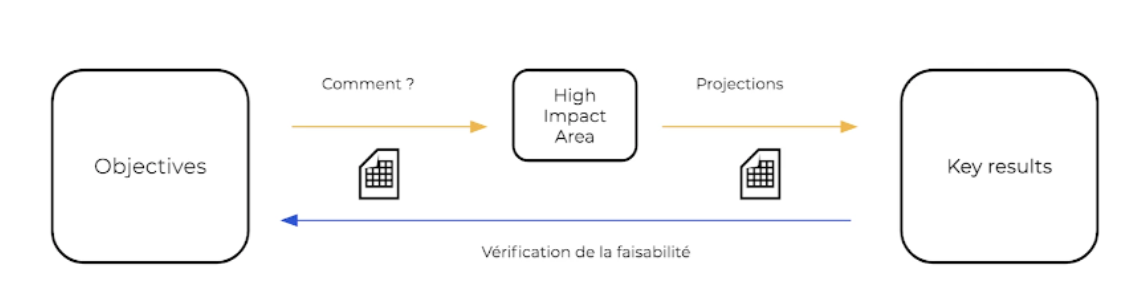 Comment ?
Projections
High
Impact
Area
Objectives
Key results
Vérification de la faisabilité